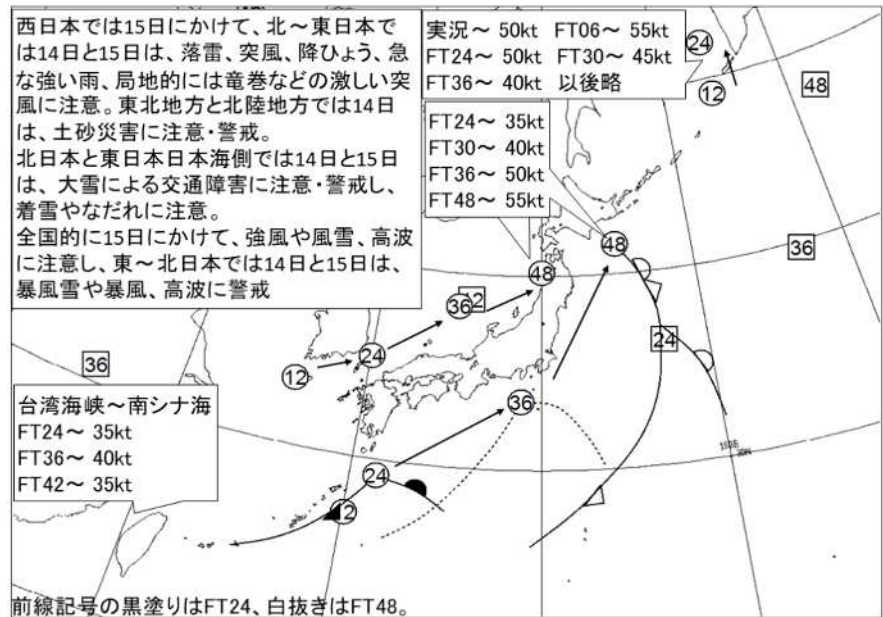 西日本では15日にかけて、北～東日本で
は14日と15日は、落雷、突風、降ひょう、急
な強い雨、局地的には竜巻などの激しい突
風に注意。東北地方と北陸地方では14日
は、土砂災害に注意・警戒。
北日本と東日本日本海側では14日と15日
は、大雪による交通障害に注意・警戒し、
着雪やなだれに注意。
全国的に15日にかけて、強風や風雪、高波
に注意し、東～北日本では14日と15日は、
暴風雪や暴風、高波に警戒
実況～ 50kt FT06～ 55kt
FT24～ 50kt FT30～ 45kt
FT36～ 40kt 以後略
24
12
48
FT24～ 35kt
FT30～ 40kt
FT36～ 50kt
FT48～ 55kt
48
36
48
36
12
24
24
12
36
36
台湾海峡～南シナ海
FT24～ 35kt
FT36～ 40kt
FT42～ 35kt
24
12
30N
前線記号の黒塗りはFT24、白抜きはFT48。